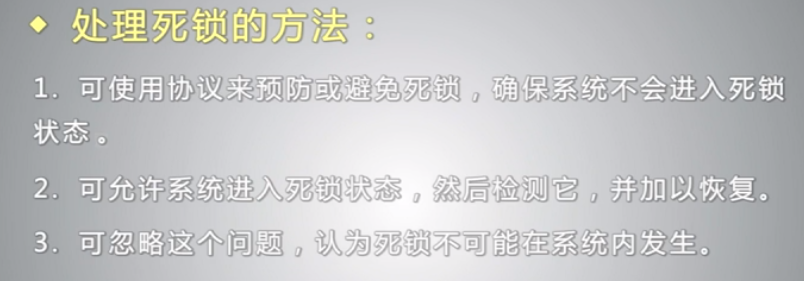 处理死锁的方法：
1. 可使用协议来预防或避免死锁，确保系统不会进入死锁
状态。
2. 可允许系统进入死锁状态，然后检测它，并加以恢复。
3. 可忽略这个问题，认为死锁不可能在系统内发生。